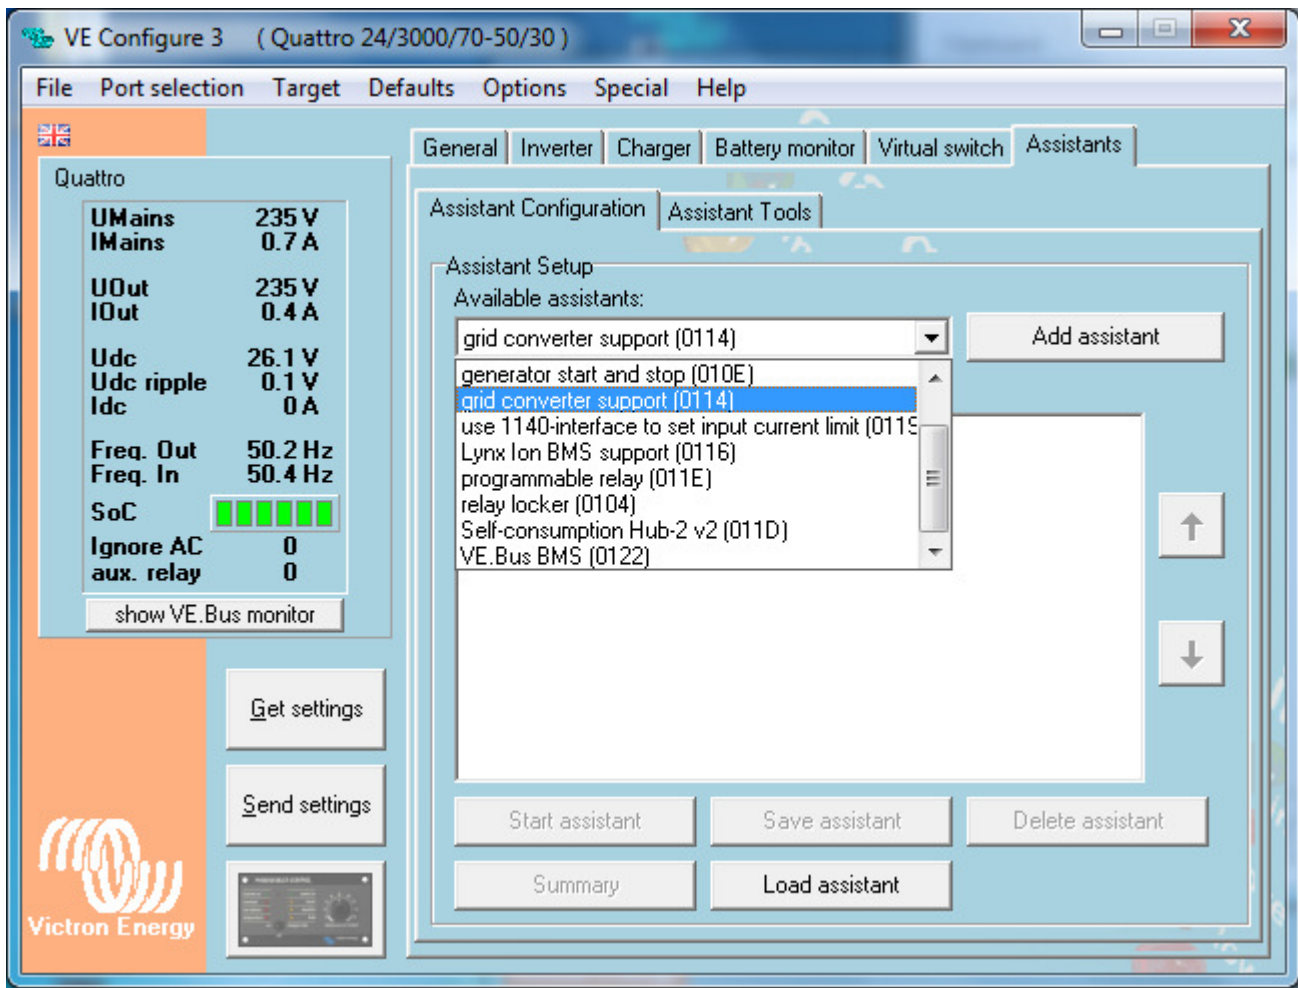 VE Configure 3 ( Quattro 24/3000/70-50/30 )
File Port selection Target Defaults Options Special Help
General Inverter Charger Battery monitor Virtual switch Assistants
Quattro
UMains 235 V
IMains 0.7 A
UOut 235 V
IOut 0.4 A
Udc 26.1 V
Udc ripple 0.1 V
Idc 0 A
Freq. Out 50.2 Hz
Freq. In 50.4 Hz
SoC
Ignore AC 0
aux. relay 0
show VE.Bus monitor
Get settings
Send settings
Victron Energy
Assistant Configuration Assistant Tools
Assistant Setup
Available assistants:
grid converter support (0114)
Add assistant
generator start and stop (010E)
grid converter support (0114)
use 1140-interface to set input current limit (0119
Lynx Ion BMS support (0116)
programmable relay (011E)
relay locker (0104)
Self-consumption Hub-2 v2 (011D)
VE.Bus BMS (0122)
Start assistant Save assistant Delete assistant
Summary Load assistant